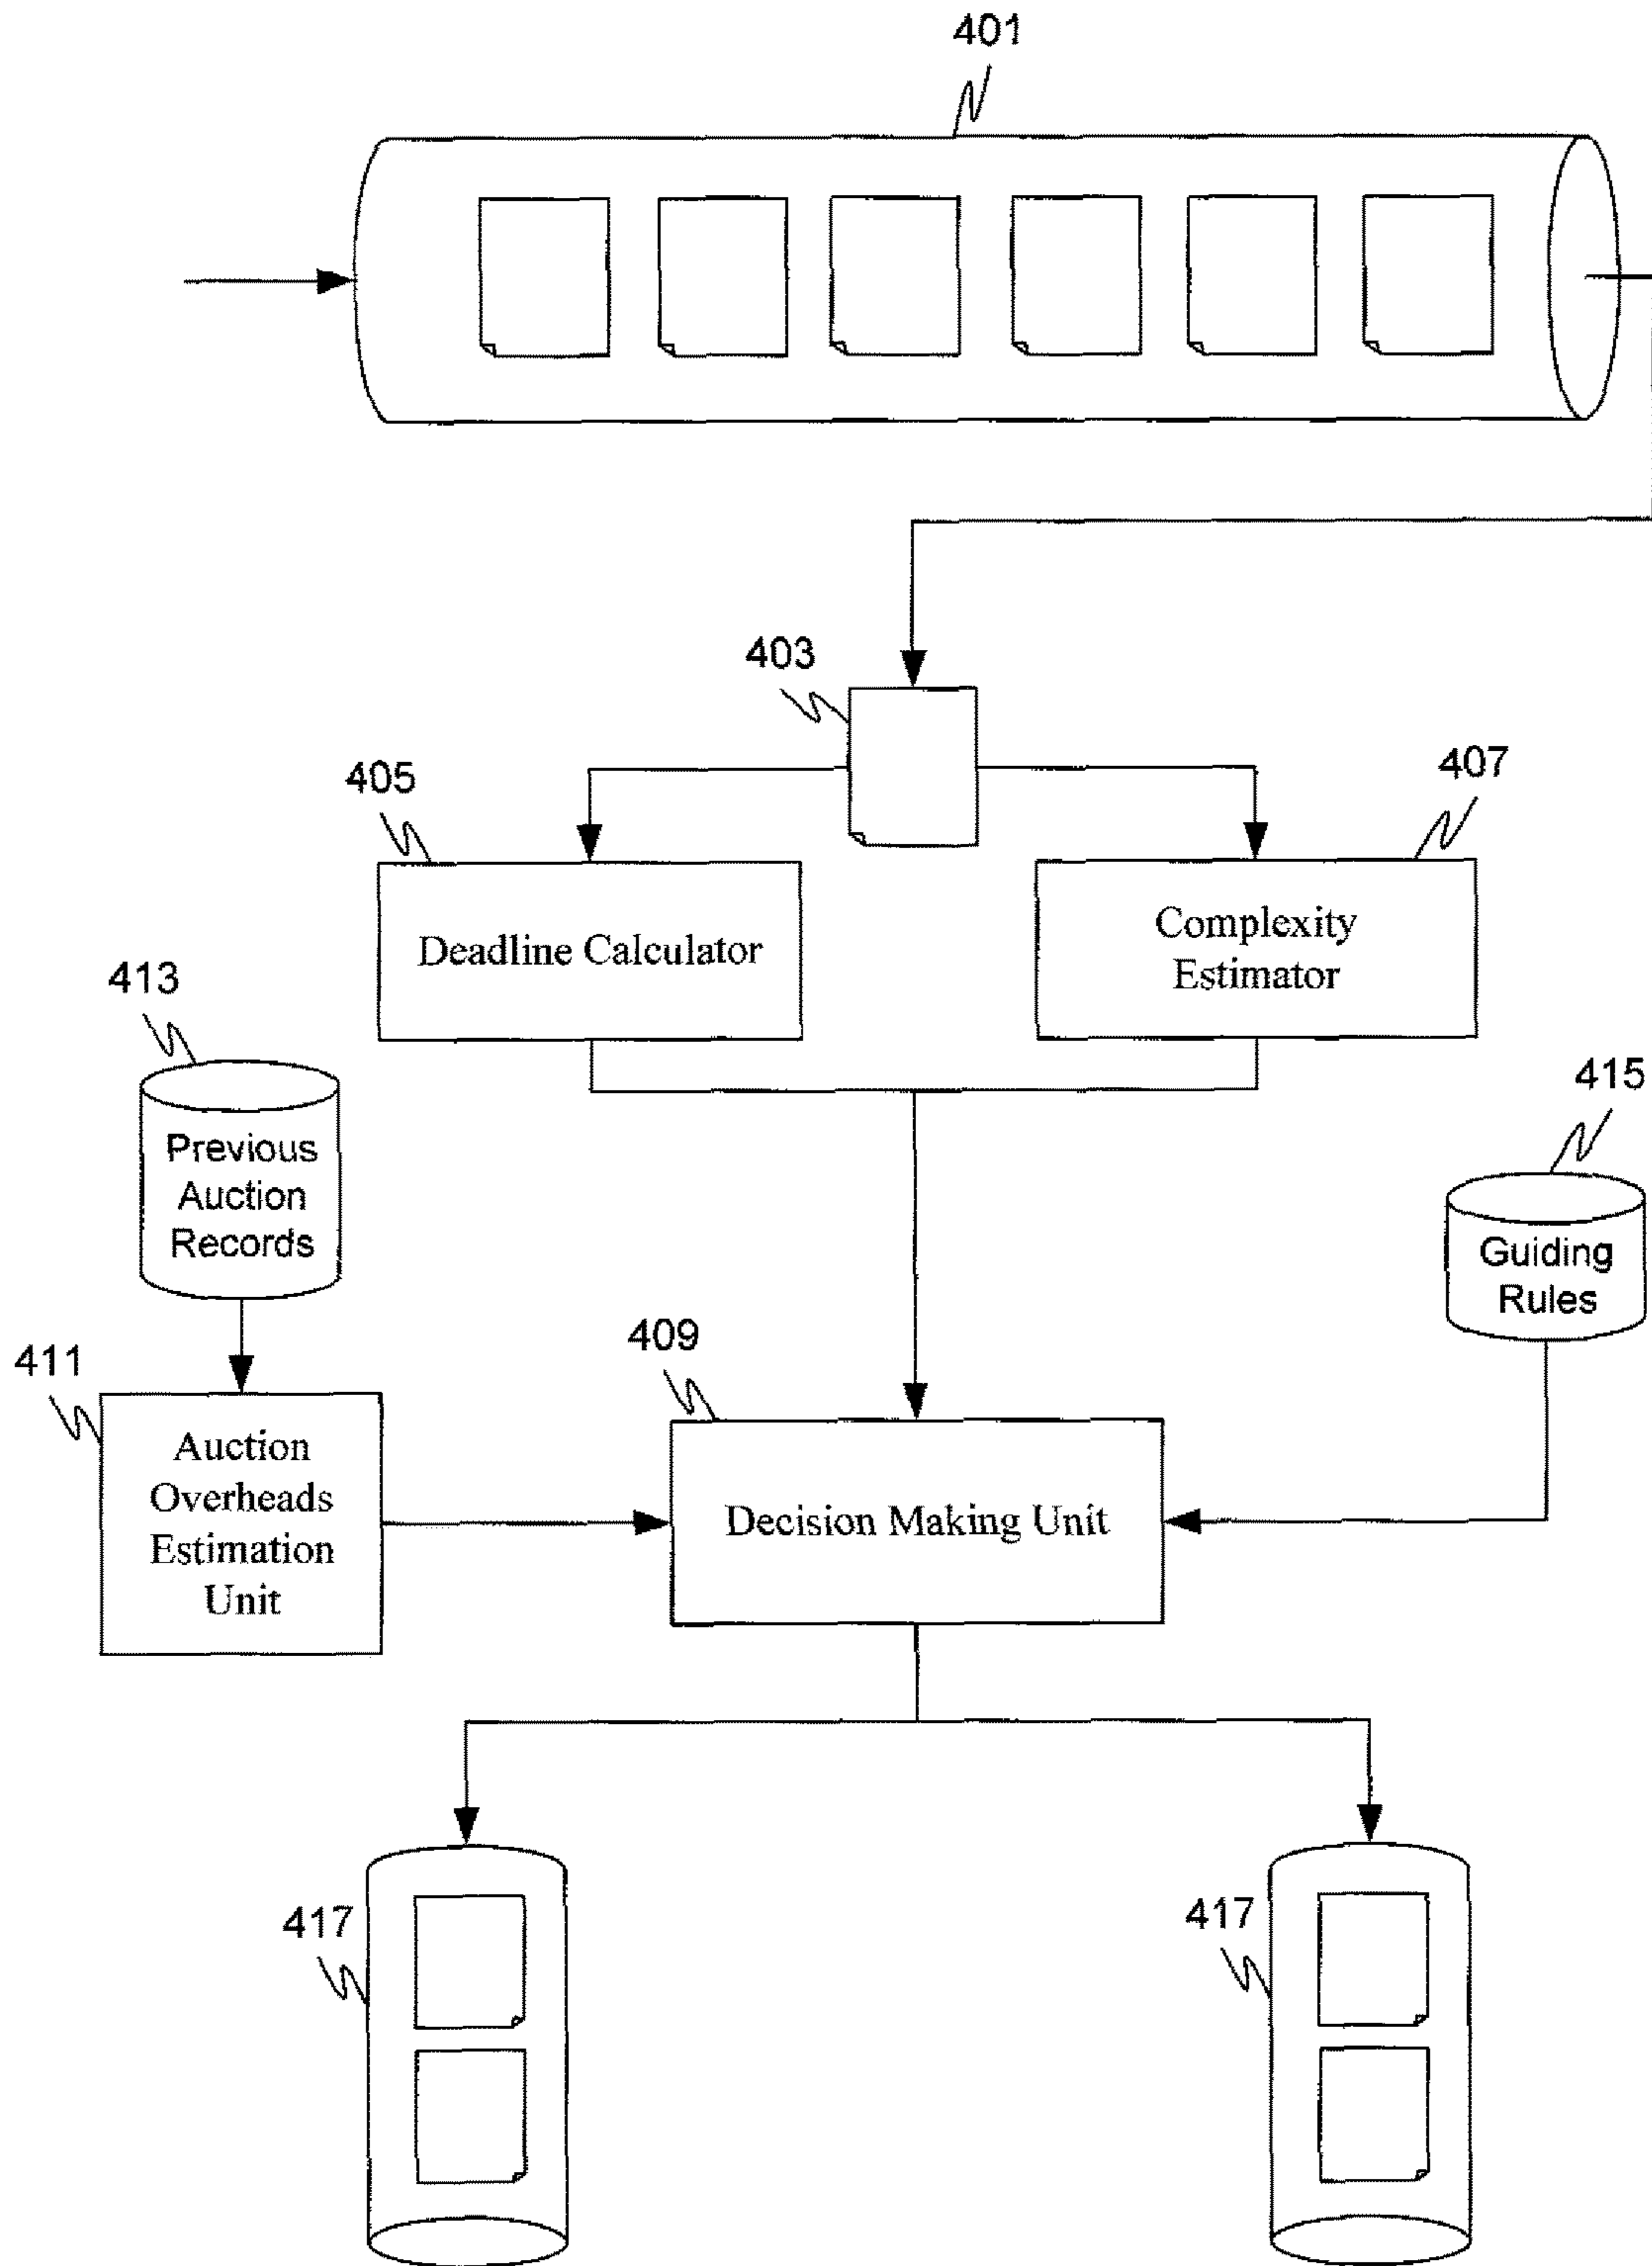 401
403
405
407
Deadline Calculator
Complexity
Estimator
413
415
Previous
Auction
Records
Guiding
Rules
409
411
Auction
Overheads
Estimation
Unit
Decision Making Unit
417
417